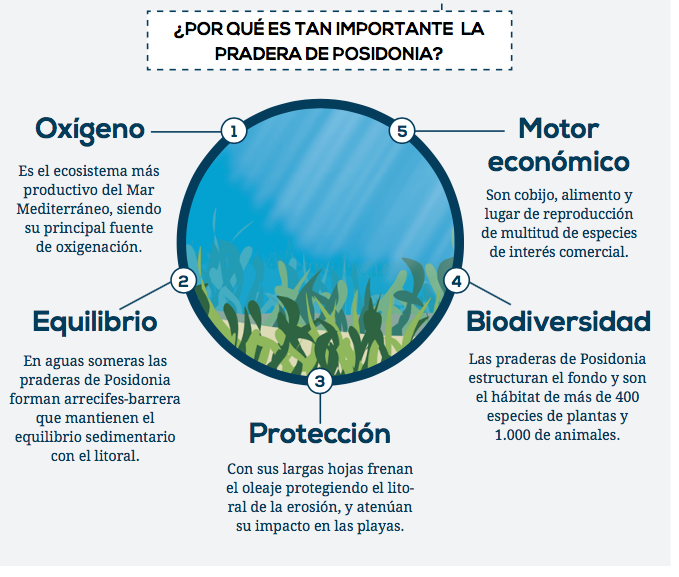 ¿POR QUÉ ES TAN IMPORTANTE LA
PRADERA DE POSIDONIA?
Oxígeno
1
Es el ecosistema más
productivo del Mar
Mediterráneo, siendo
su principal fuente
de oxigenación.
2
Equilibrio
En aguas someras las
praderas de Posidonia
forman arrecifes-barrera
que mantienen el
equilibrio sedimentario
con el litoral.
3
Protección
Con sus largas hojas frenan
el oleaje protegiendo el lito-
ral de la erosión, y atenúan
su impacto en las playas.
4
Biodiversidad
Las praderas de Posidonia
estructuran el fondo y son
el hábitat de más de 400
especies de plantas y
1.000 de animales.
5
Motor
económico
Son cobijo, alimento y
lugar de reproducción
de multitud de especies
de interés comercial.